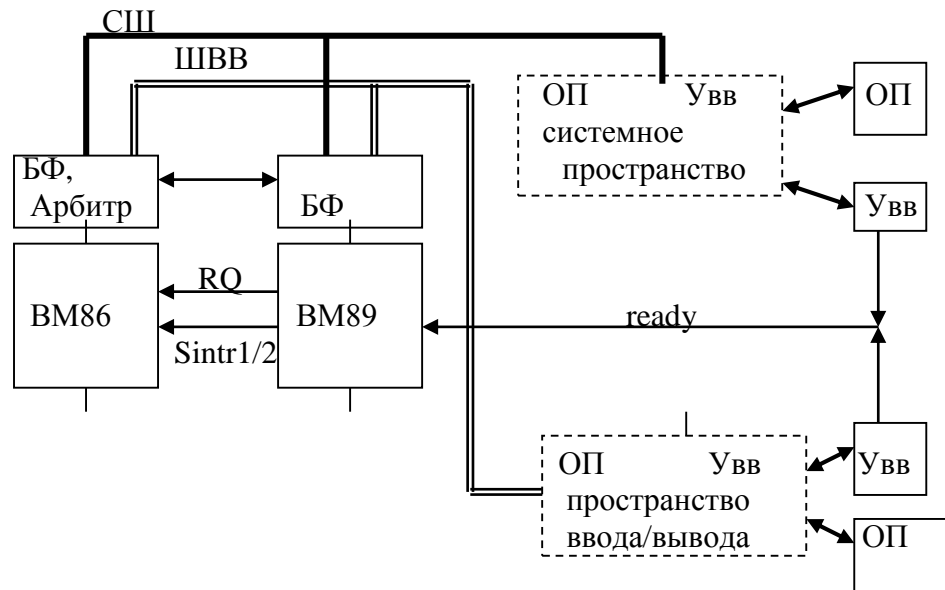 СШ
ШВВ
ОП Увв
системное
пространство
ОП
Увв
БФ,
Арбитр
БФ
RQ
ВМ86
ВМ89
ready
Sintr1/2
ОП Увв
пространство
ввода/вывода
Увв
ОП